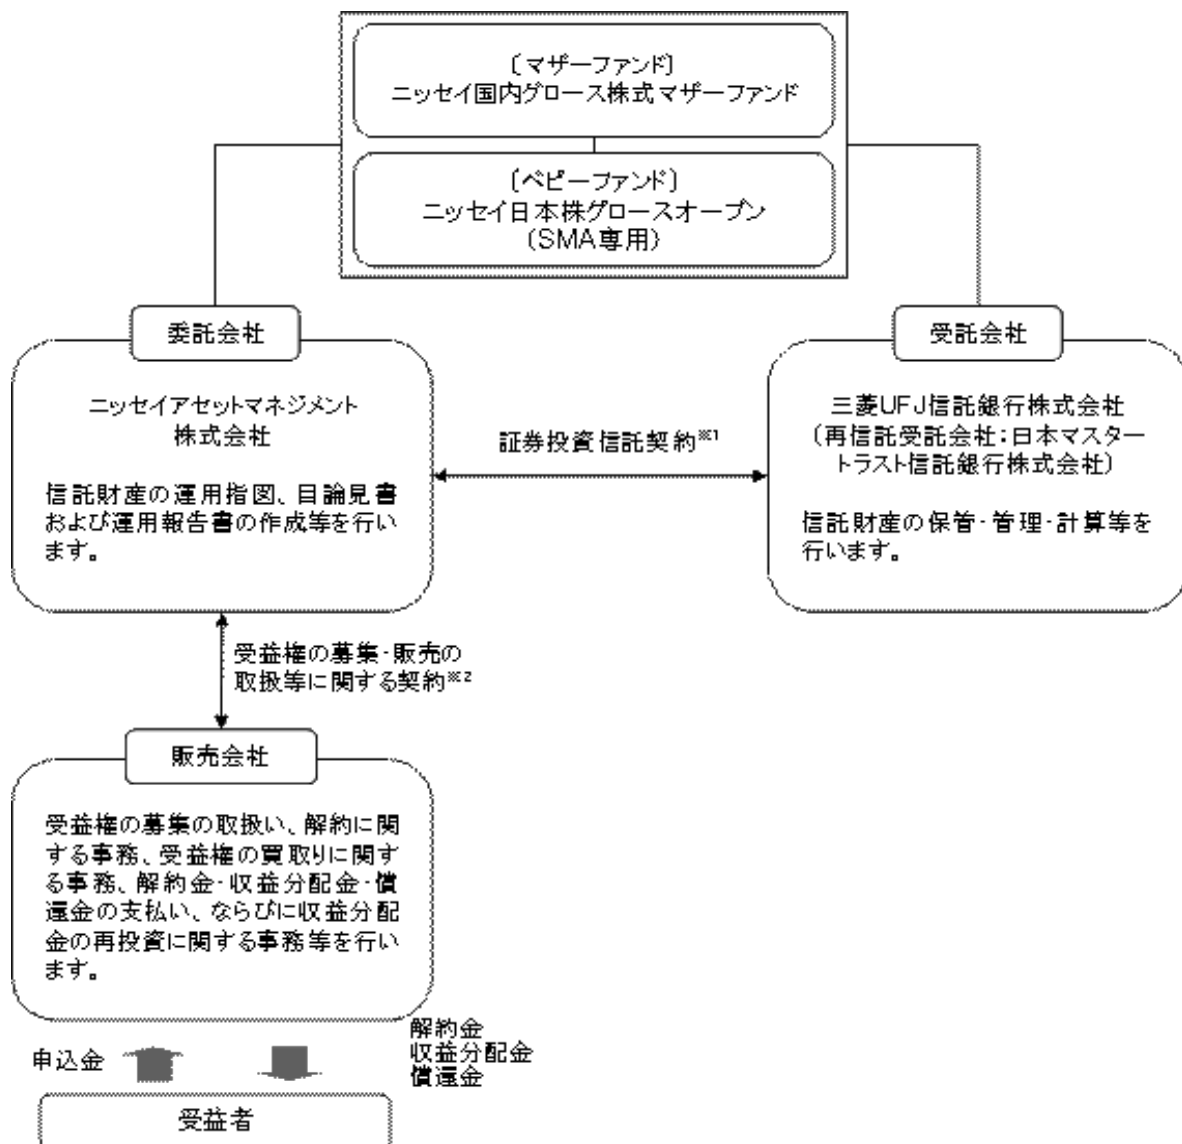 〔マザーファンド〕
ニッセイ国内グロース株式マザーファンド
〔ベビーファンド〕
ニッセイ日本株グロースオープン
（SMA専用）
委託会社
ニッセイアセットマネジメント
株式会社
信託財産の運用指図、目論見書
および運用報告書の作成等を行い
ます。
証券投資信託契約※1
受託会社
三菱UFJ信託銀行株式会社
（再信託受託会社：日本マスター
トラスト信託銀行株式会社）
信託財産の保管・管理・計算等を
行います。
受益権の募集・販売の
取扱等に関する契約※2
販売会社
受益権の募集の取扱い、解約に関
する事務、受益権の買取りに関す
る事務、解約金・収益分配金・償
還金の支払い、ならびに収益分配
金の再投資に関する事務等を行い
ます。
申込金
解約金
収益分配金
償還金
受益者